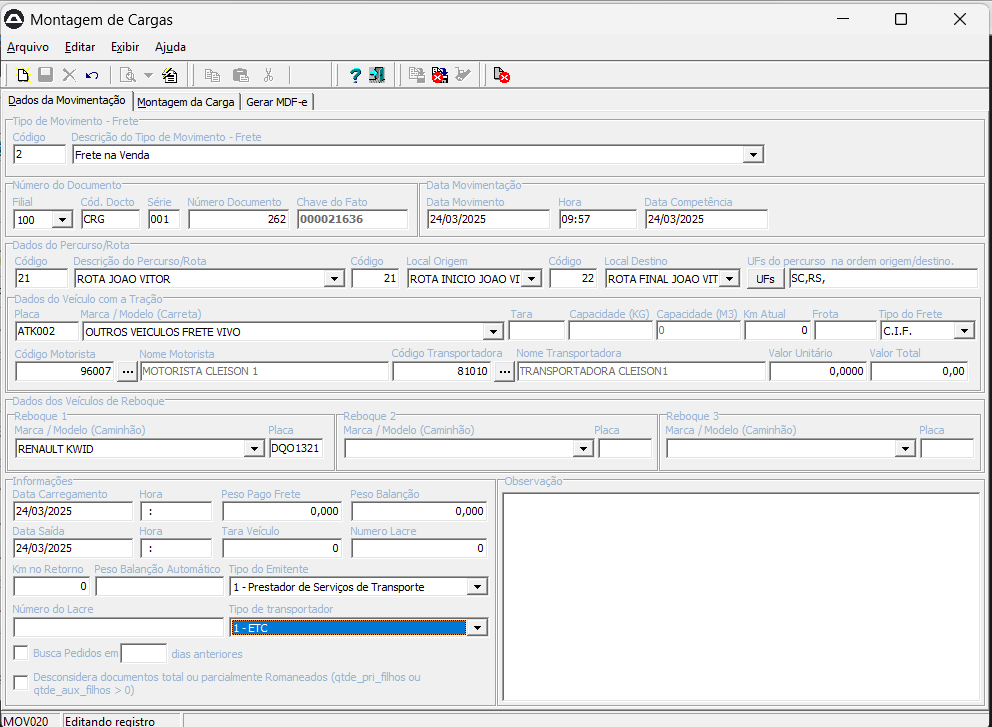 Montagem de Cargas
Arquivo Editar Exibir Ajuda
Dados da Movimentação Montagem da Carga Gerar MDF-e
Tipo de Movimento - Frete
Código Descrição do Tipo de Movimento - Frete
2 Frete na Venda
Número do Documento Data Movimentação
Filial Cód. Docto Série Número Documento Chave do Fato Data Movimento Hora Data Competência
100 CRG 001 262 000021636 24/03/2025 09:57 24/03/2025
Dados do Percurso/Rota
Código Descrição do Percurso/Rota Código Local Origem Código Local Destino UFs do percurso na ordem origem/destino.
21 ROTA JOAO VITOR 21 ROTA INICIO JOAO VI 22 ROTA FINAL JOAO VIT UFs SC,RS,
Dados do Veículo com a Tração
Placa Marca / Modelo (Carreta) Tara Capacidade (KG) Capacidade (M3) Km Atual Frota Tipo do Frete
ATK002 OUTROS VEICULOS FRETE VIVO 0 0 C.I.F.
Código Motorista Nome Motorista Código Transportadora Nome Transportadora Valor Unitário Valor Total
96007 ... MOTORISTA CLEISON 1 81010 ... TRANSPORTADORA CLEISON1 0,0000 0,00
Dados dos Veículos de Reboque
Reboque 1 Reboque 2 Reboque 3
Marca / Modelo (Caminhão) Placa Marca / Modelo (Caminhão) Placa Marca / Modelo (Caminhão) Placa
RENAULT KWID DQO1321
Informações Observação
Data Carregamento Hora Peso Pago Frete Peso Balanção
24/03/2025 : 0,000 0,000
Data Saída Hora Tara Veículo Numero Lacre
24/03/2025 : 0 0
Km no Retorno Peso Balanção Automático Tipo do Emitente
0 1 - Prestador de Serviços de Transporte
Número do Lacre Tipo de transportador
1 - ETC
Busca Pedidos em dias anteriores
Desconsidera documentos total ou parcialmente Romaneados (qtde_pri_filhos ou
qtde_aux_filhos > 0)
MOV020 Editando registro